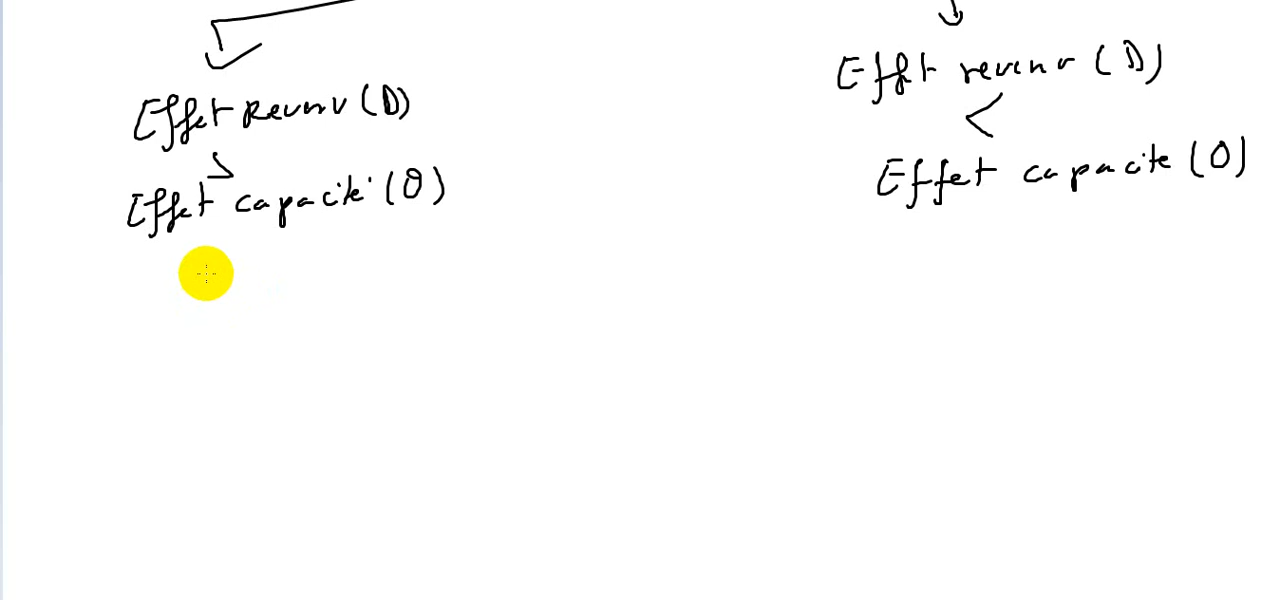 Effet Revenu (D)
>
Effet capacité (O)
Effet revenu (D)
<
Effet capacite (O)